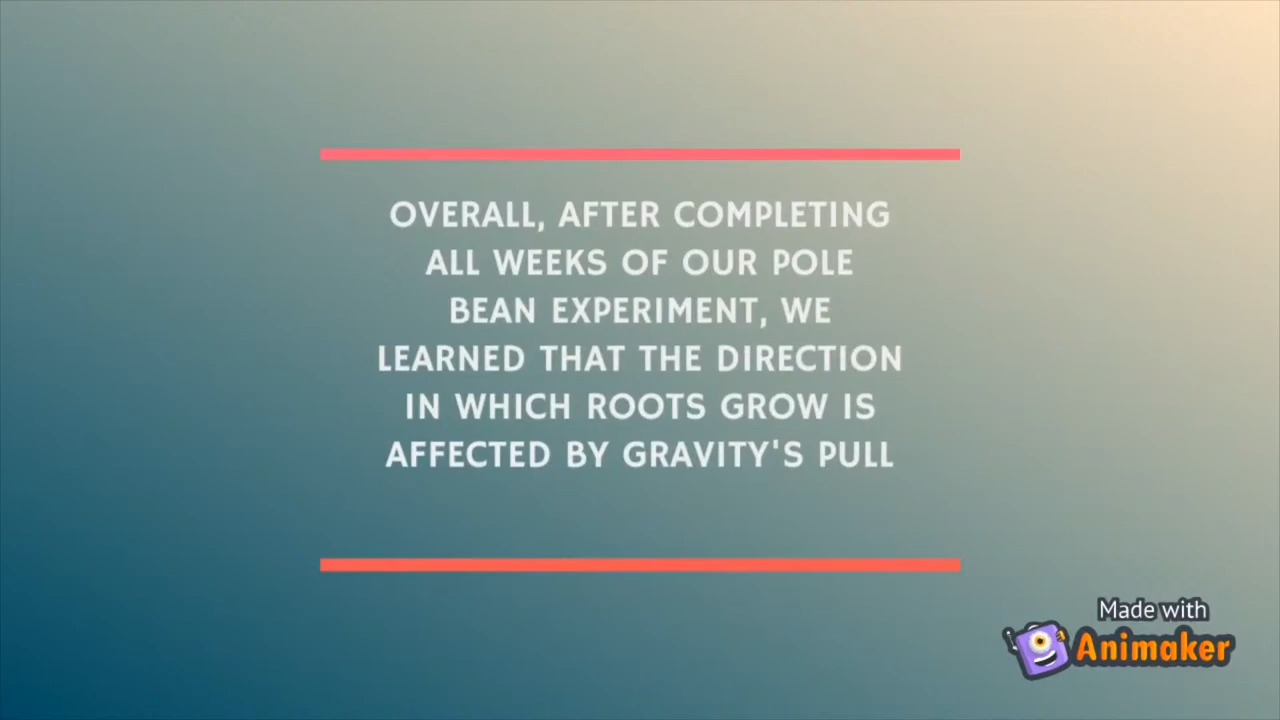 OVERALL, AFTER COMPLETING
ALL WEEKS OF OUR POLE
BEAN EXPERIMENT, WE
LEARNED THAT THE DIRECTION
IN WHICH ROOTS GROW IS
AFFECTED BY GRAVITY'S PULL
Made with
Animaker